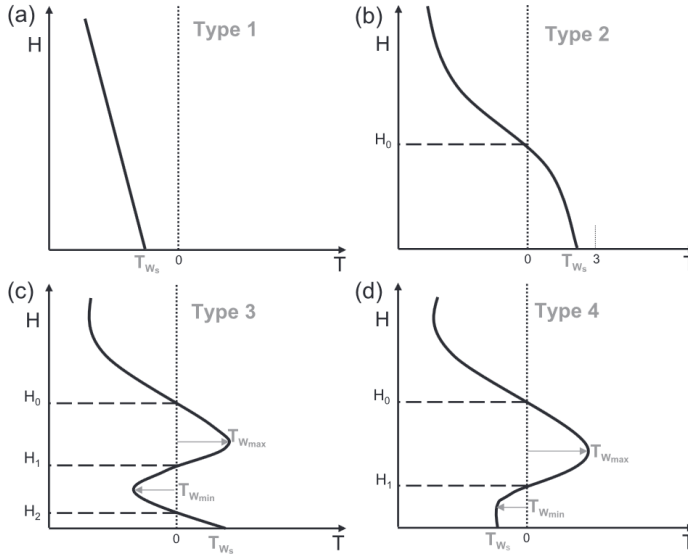 (a)
H
Type 1
T_ws
0
T
(b)
H
Type 2
H₀
0
T_ws
3
T
(c)
H
Type 3
H₀
T_wmax
H₁
T_wmin
H₂
0
T_ws
T
(d)
H
Type 4
H₀
T_wmax
H₁
T_wmin
T_ws
0
T